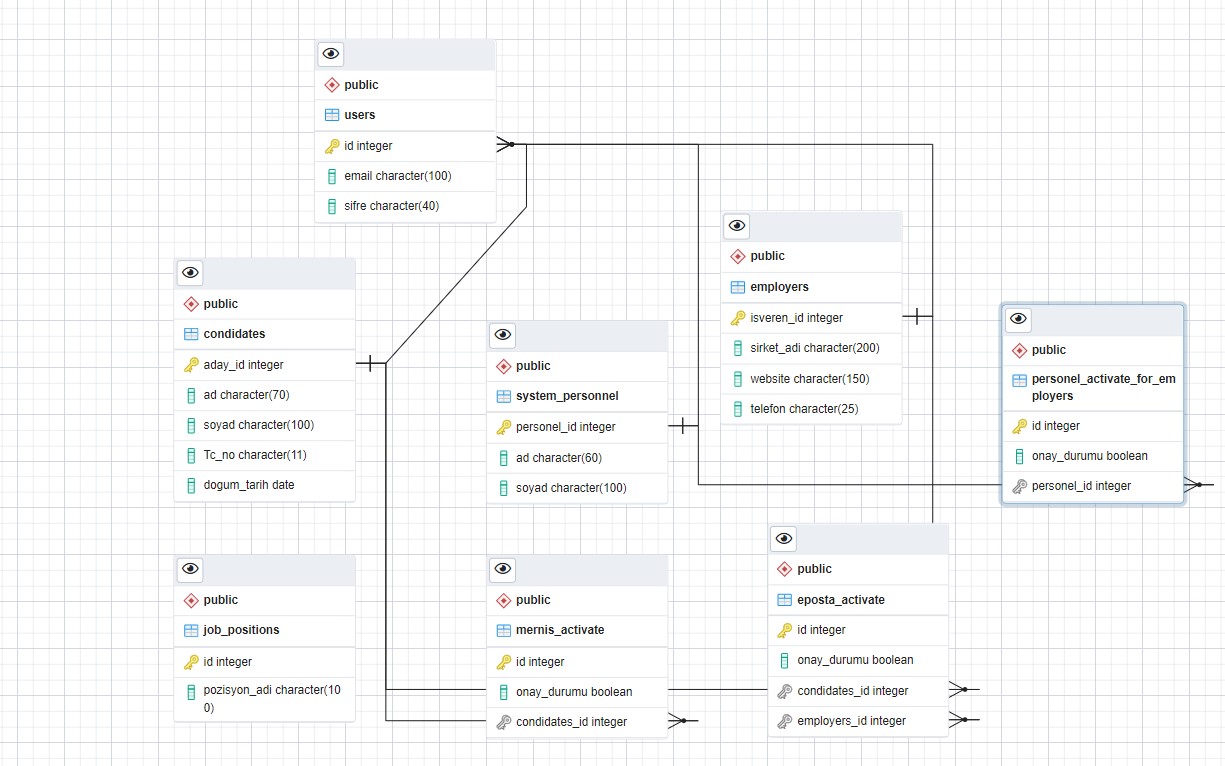 public
users
id integer
email character(100)
sifre character(40)
public
condidates
aday_id integer
ad character(70)
soyad character(100)
Tc_no character(11)
dogum_tarih date
public
system_personnel
personel_id integer
ad character(60)
soyad character(100)
public
employers
isveren_id integer
sirket_adi character(200)
website character(150)
telefon character(25)
public
personel_activate_for_em
ployers
id integer
onay_durumu boolean
personel_id integer
public
job_positions
id integer
pozisyon_adi character(10
0)
public
mernis_activate
id integer
onay_durumu boolean
condidates_id integer
public
eposta_activate
id integer
onay_durumu boolean
condidates_id integer
employers_id integer